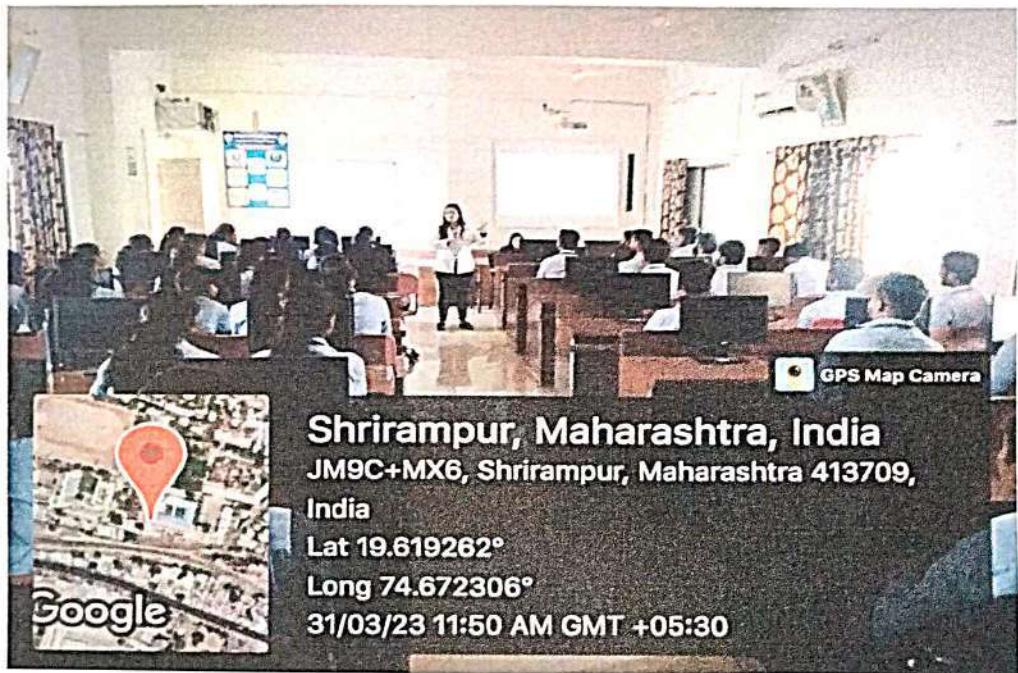 GPS Map Camera
Shrirampur, Maharashtra, India
JM9C+MX6, Shrirampur, Maharashtra 413709,
India
Lat 19.619262°
Long 74.672306°
31/03/23 11:50 AM GMT +05:30
Google